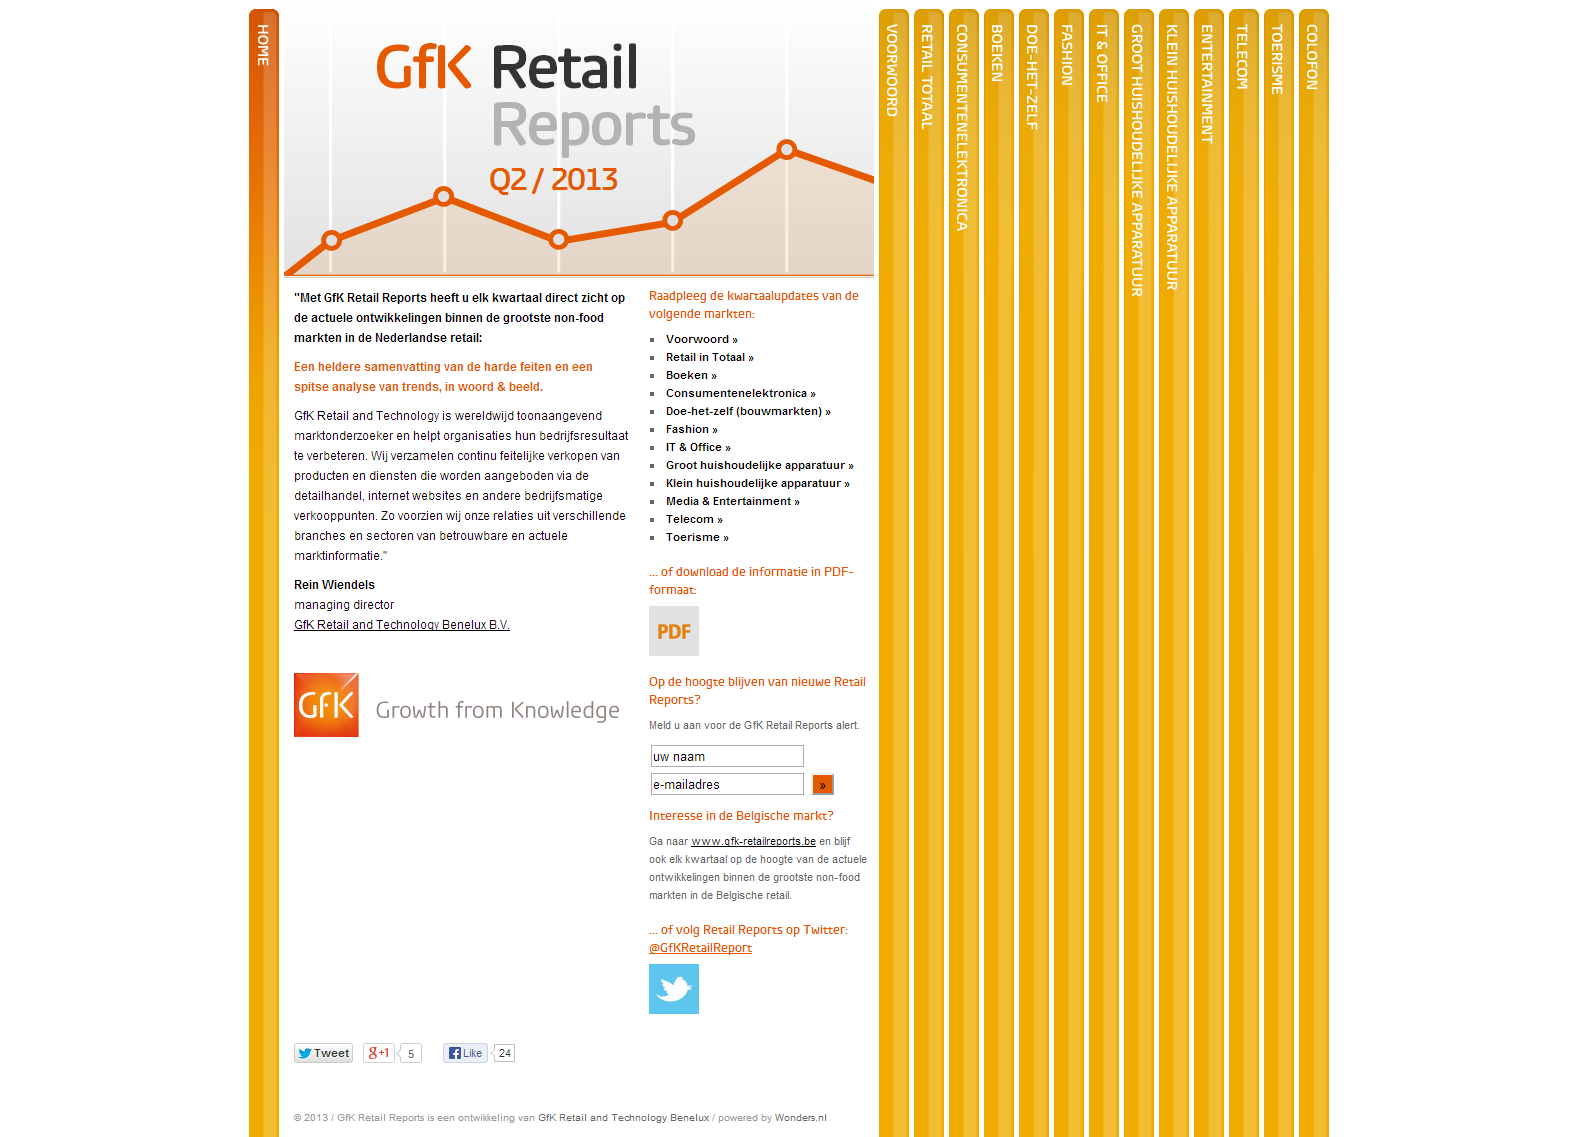 HOME
GfK Retail
Reports
Q2 / 2013
"Met GfK Retail Reports heeft u elk kwartaal direct zicht op
de actuele ontwikkelingen binnen de grootste non-food
markten in de Nederlandse retail:
Een heldere samenvatting van de harde feiten en een
spitse analyse van trends, in woord & beeld.
GfK Retail and Technology is wereldwijd toonaangevend
marktonderzoeker en helpt organisaties hun bedrijfsresultaat
te verbeteren. Wij verzamelen continu feitelijke verkopen van
producten en diensten die worden aangeboden via de
detailhandel, internet websites en andere bedrijfsmatige
verkooppunten. Zo voorzien wij onze relaties uit verschillende
branches en sectoren van betrouwbare en actuele
marktinformatie."
Rein Wiendels
managing director
GfK Retail and Technology Benelux B.V.
GfK
Growth from Knowledge
Raadpleeg de kwartaalupdates van de
volgende markten:
Voorwoord »
Retail in Totaal »
Boeken »
Consumentenelektronica »
Doe-het-zelf (bouwmarkten) »
Fashion »
IT & Office »
Groot huishoudelijke apparatuur »
Klein huishoudelijke apparatuur »
Media & Entertainment »
Telecom »
Toerisme »
... of download de informatie in PDF-
formaat:
PDF
Op de hoogte blijven van nieuwe Retail
Reports?
Meld u aan voor de GfK Retail Reports alert.
uw naam
e-mailadres »
Interesse in de Belgische markt?
Ga naar www.gfk-retailreports.be en blijf
ook elk kwartaal op de hoogte van de actuele
ontwikkelingen binnen de grootste non-food
markten in de Belgische retail.
... of volg Retail Reports op Twitter:
@GfKRetailReport
Tweet g+1 5 Like 24
© 2013 / GfK Retail Reports is een ontwikkeling van GfK Retail and Technology Benelux / powered by Wonders.nl
VOORWOORD
RETAIL TOTAAL
CONSUMENTENELEKTRONICA
BOEKEN
DOE-HET-ZELF
FASHION
IT & OFFICE
GROOT HUISHOUDELIJKE APPARATUUR
KLEIN HUISHOUDELIJKE APPARATUUR
ENTERTAINMENT
TELECOM
TOERISME
COLOFON